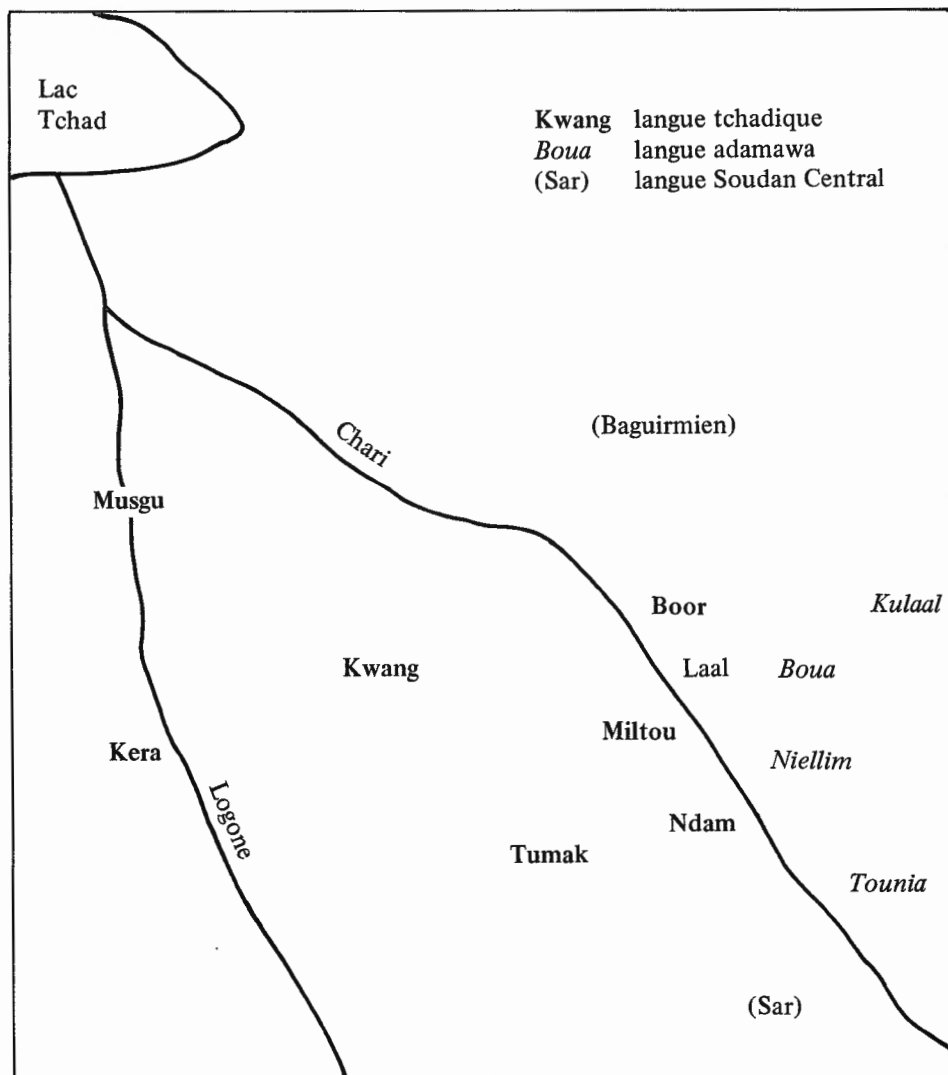 Lac
Tchad
Kwang langue tchadique
Boua langue adamawa
(Sar) langue Soudan Central
(Baguirmien)
Chari
Musgu
Boor
Kulaal
Kwang
Laal
Boua
Miltou
Kera
Niellim
Logone
Ndam
Tumak
Tounia
(Sar)